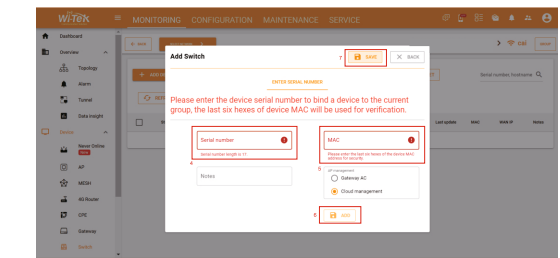 Wi-Tek
MONITORING CONFIGURATION MAINTENANCE SERVICE
Dashboard
Overview
Topology
Alarm
Tunnel
Data insight
Device
Never Online
AP
MESH
4G Router
CPE
Gateway
Switch
Add Switch
7
SAVE
BACK
ENTER SERIAL NUMBER
Please enter the device serial number to bind a device to the current
group, the last six hexes of device MAC will be used for verification.
Serial number
Serial number length is 17
4
Notes
MAC
Please enter the last six hexes of the device MAC
address for security.
5
AP management
Gateway AC
Cloud management
6
ADD
Serial number, hostname
Last update MAC WAN IP Notes